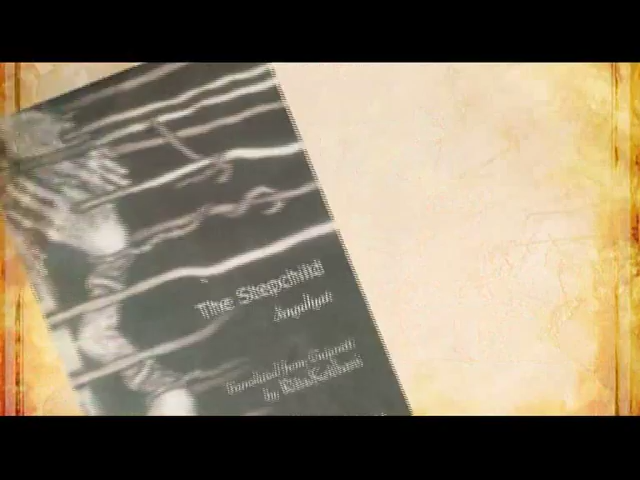 The Stepchild
Angaliyat
translated from Gujarati
by Rita Kothari